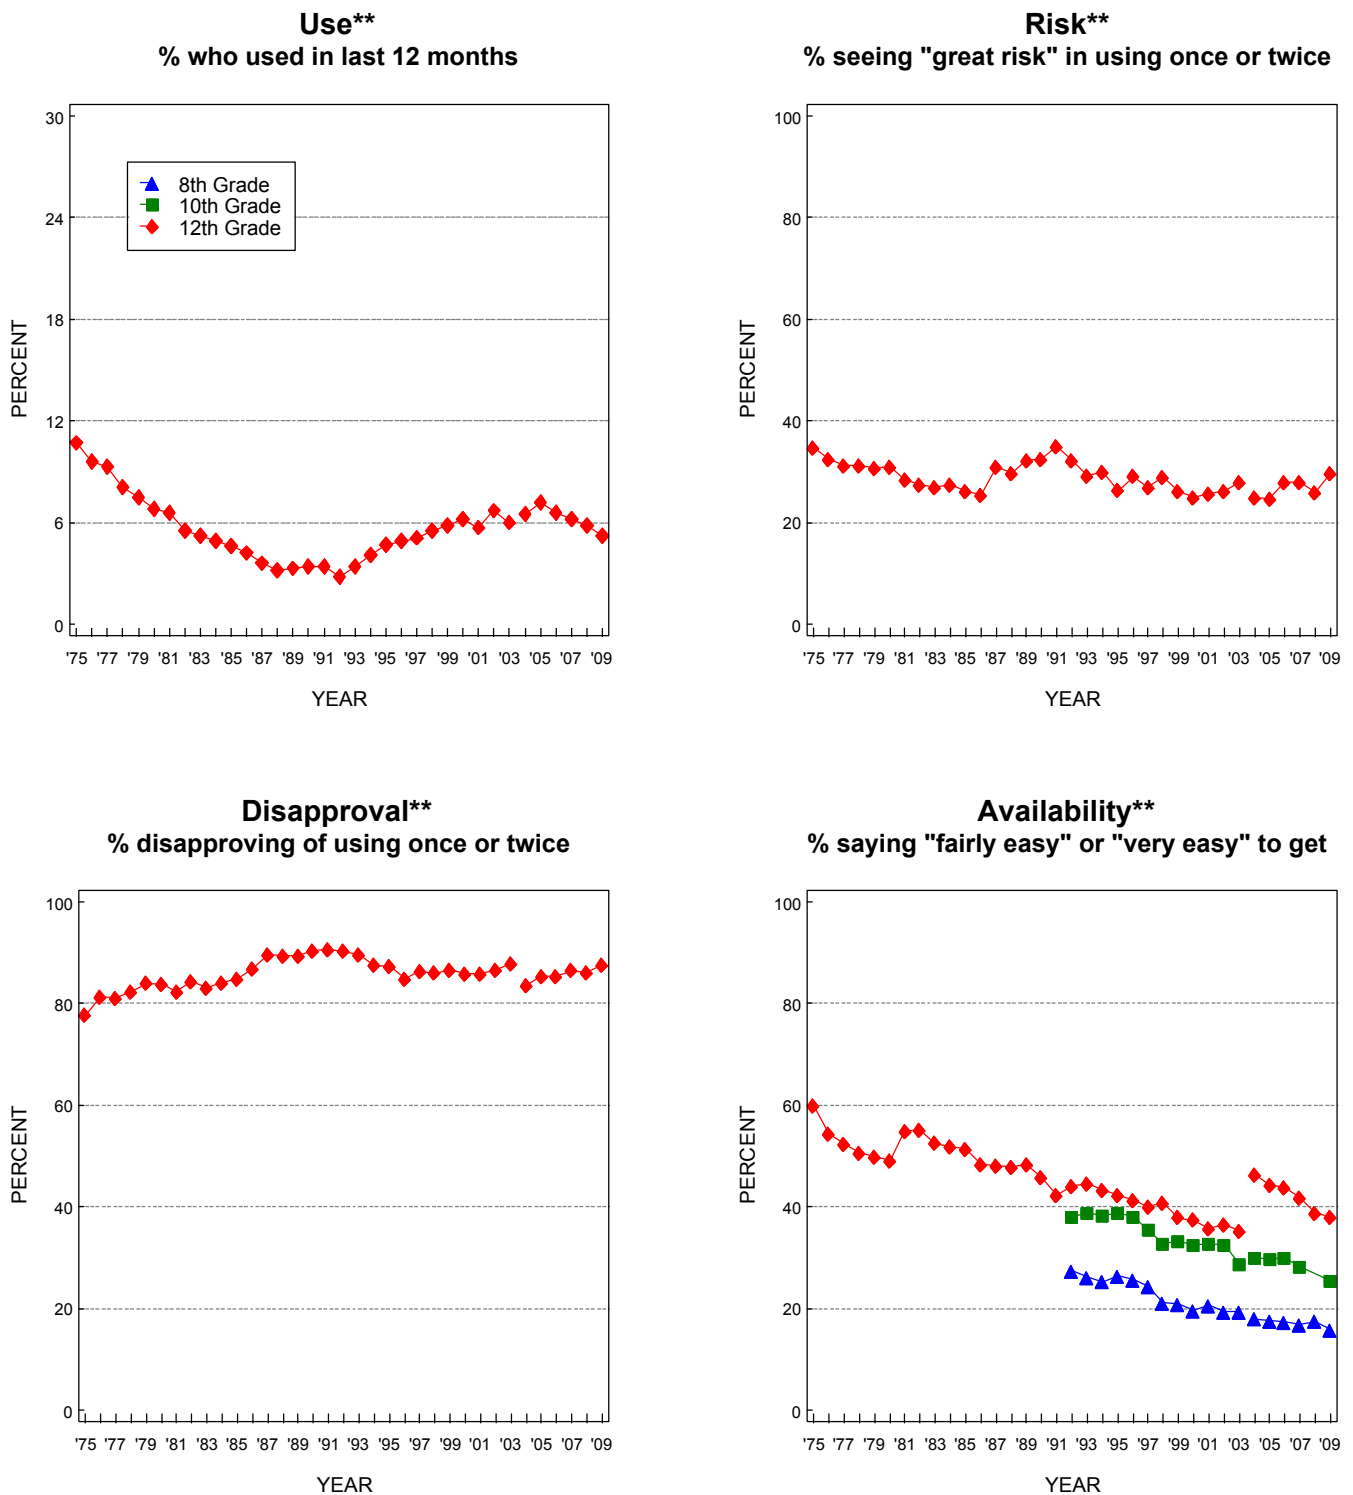 Use**
% who used in last 12 months
30
24
18
12
6
0
PERCENT
8th Grade
10th Grade
12th Grade
'75 '77 '79 '81 '83 '85 '87 '89 '91 '93 '95 '97 '99 '01 '03 '05 '07 '09
YEAR
Risk**
% seeing "great risk" in using once or twice
100
80
60
40
20
0
PERCENT
'75 '77 '79 '81 '83 '85 '87 '89 '91 '93 '95 '97 '99 '01 '03 '05 '07 '09
YEAR
Disapproval**
% disapproving of using once or twice
100
80
60
40
20
0
PERCENT
'75 '77 '79 '81 '83 '85 '87 '89 '91 '93 '95 '97 '99 '01 '03 '05 '07 '09
YEAR
Availability**
% saying "fairly easy" or "very easy" to get
100
80
60
40
20
0
PERCENT
'75 '77 '79 '81 '83 '85 '87 '89 '91 '93 '95 '97 '99 '01 '03 '05 '07 '09
YEAR